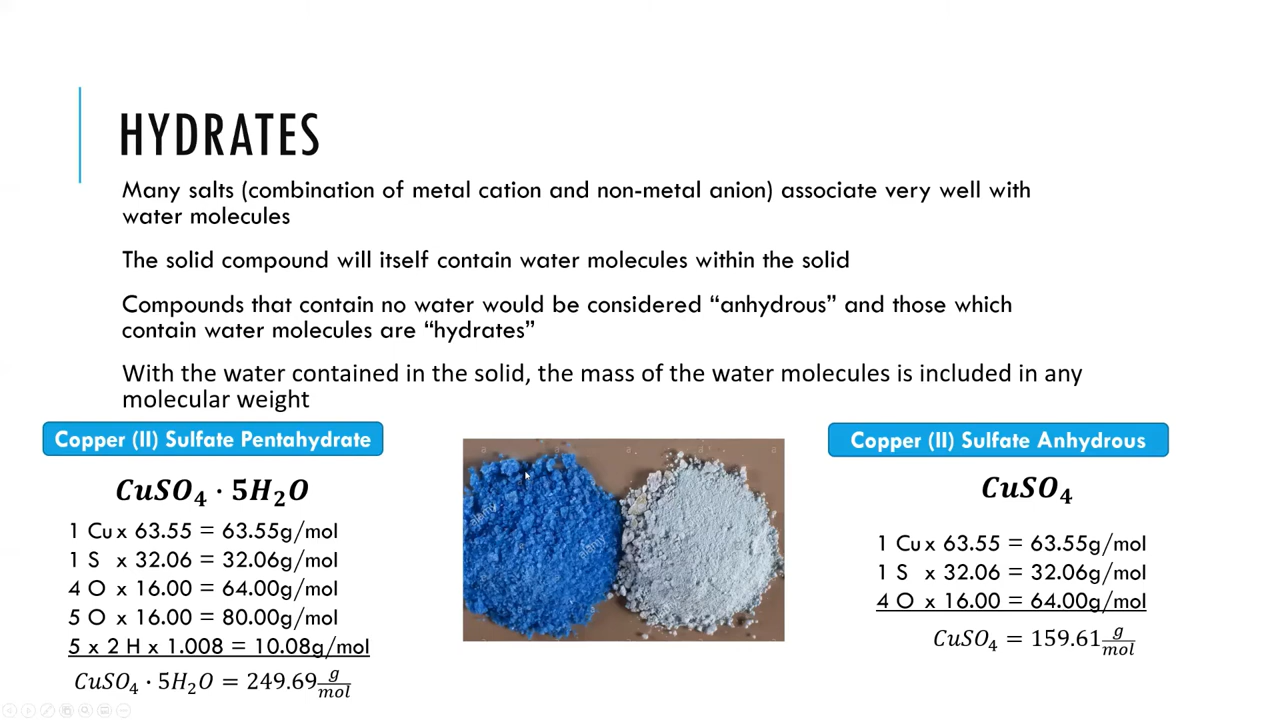 HYDRATES
Many salts (combination of metal cation and non-metal anion) associate very well with
water molecules
The solid compound will itself contain water molecules within the solid
Compounds that contain no water would be considered “anhydrous” and those which
contain water molecules are “hydrates”
With the water contained in the solid, the mass of the water molecules is included in any
molecular weight
Copper (II) Sulfate Pentahydrate
CuSO₄ · 5H₂O
1 Cu x 63.55 = 63.55g/mol
1 S x 32.06 = 32.06g/mol
4 O x 16.00 = 64.00g/mol
5 O x 16.00 = 80.00g/mol
5 x 2 H x 1.008 = 10.08g/mol
CuSO₄ · 5H₂O = 249.69 g/mol
alamy
alamy
Copper (II) Sulfate Anhydrous
CuSO₄
1 Cu x 63.55 = 63.55g/mol
1 S x 32.06 = 32.06g/mol
4 O x 16.00 = 64.00g/mol
CuSO₄ = 159.61 g/mol